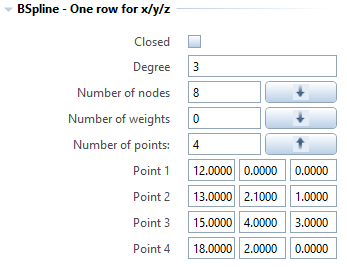 BSpline - One row for x/y/z
Closed
Degree 3
Number of nodes 8
Number of weights 0
Number of points: 4
Point 1 12.0000 0.0000 0.0000
Point 2 13.0000 2.1000 1.0000
Point 3 15.0000 4.0000 3.0000
Point 4 18.0000 2.0000 0.0000